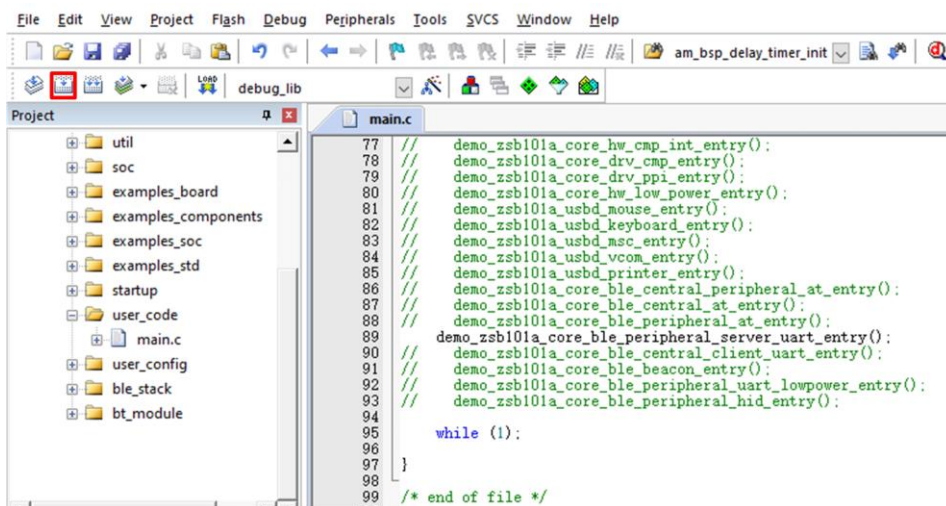 File Edit View Project Flash Debug Peripherals Tools SVCS Window Help
am_bsp_delay_timer_init
LOAD debug_lib
Project
util
soc
examples_board
examples_components
examples_soc
examples_std
startup
user_code
main.c
user_config
ble_stack
bt_module
main.c
77 // demo_zsb101a_core_hw_cmp_int_entry();
78 // demo_zsb101a_core_drv_cmp_entry();
79 // demo_zsb101a_core_drv_ppi_entry();
80 // demo_zsb101a_core_hw_low_power_entry();
81 // demo_zsb101a_usbd_mouse_entry();
82 // demo_zsb101a_usbd_keyboard_entry();
83 // demo_zsb101a_usbd_msc_entry();
84 // demo_zsb101a_usbd_vcom_entry();
85 // demo_zsb101a_usbd_printer_entry();
86 // demo_zsb101a_core_ble_central_peripheral_at_entry();
87 // demo_zsb101a_core_ble_central_at_entry();
88 // demo_zsb101a_core_ble_peripheral_at_entry();
89 demo_zsb101a_core_ble_peripheral_server_uart_entry();
90 // demo_zsb101a_core_ble_central_client_uart_entry();
91 // demo_zsb101a_core_ble_beacon_entry();
92 // demo_zsb101a_core_ble_peripheral_uart_lowpower_entry();
93 // demo_zsb101a_core_ble_peripheral_hid_entry();
94
95 while (1);
96
97 }
98
99 /* end of file */